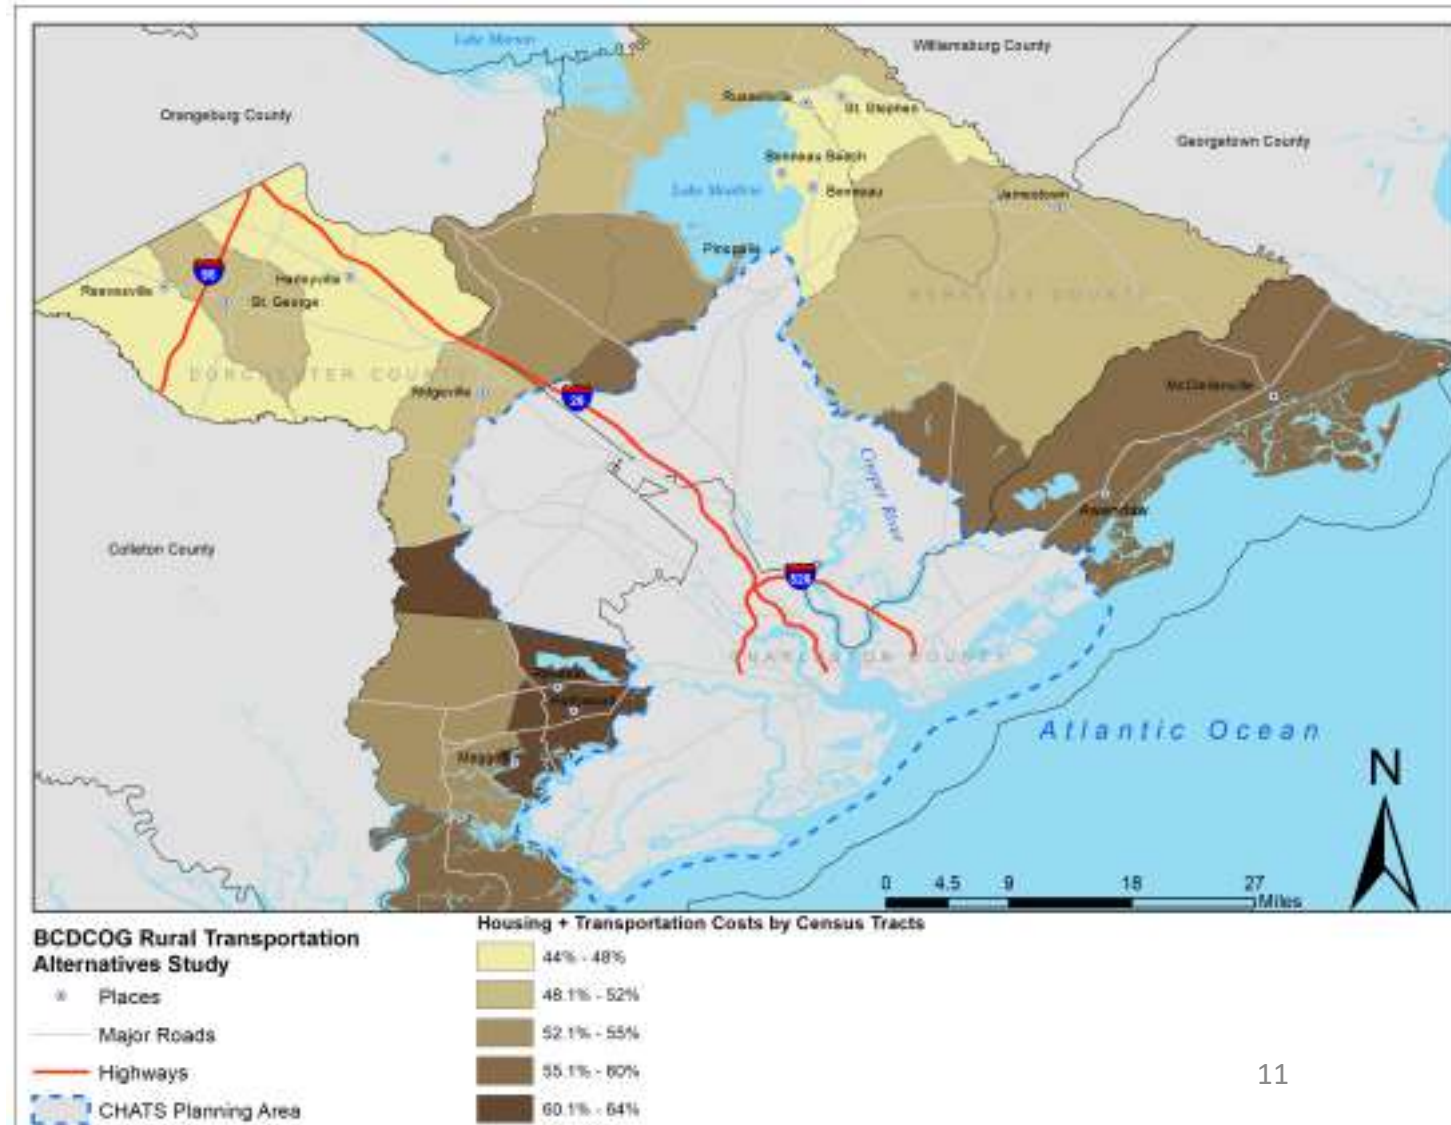 Lake Marion
Williamsburg County
Orangeburg County
Russellville
St. Stephen
Georgetown County
Bonneau Beach
Lake Moultrie
Bonneau
Jamestown
Pinopolis
95
Harleyville
Reevesville
St. George
BERKELEY COUNTY
DORCHESTER COUNTY
Ridgeville
26
McClellanville
Cooper River
Awendaw
Colleton County
526
CHARLESTON COUNTY
Atlantic Ocean
N
0 4.5 9 18 27
Miles
BCDCOG Rural Transportation
Alternatives Study
Places
Major Roads
Highways
CHATS Planning Area
Housing + Transportation Costs by Census Tracts
44% - 48%
48.1% - 52%
52.1% - 55%
55.1% - 60%
60.1% - 64%
11